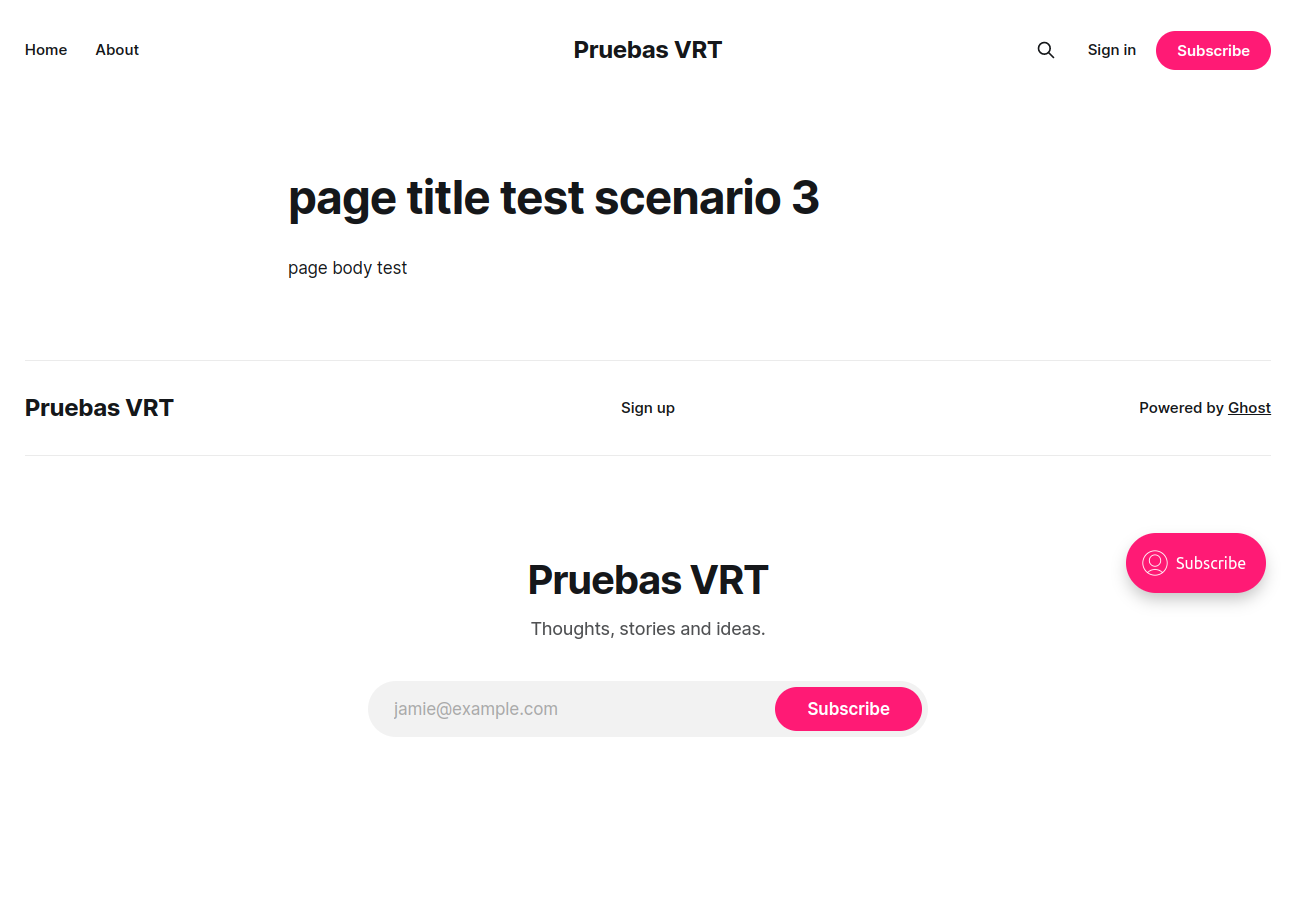 Home About Pruebas VRT Sign in Subscribe
page title test scenario 3
page body test
Pruebas VRT Sign up Powered by Ghost
Subscribe
Pruebas VRT
Thoughts, stories and ideas.
jamie@example.com Subscribe